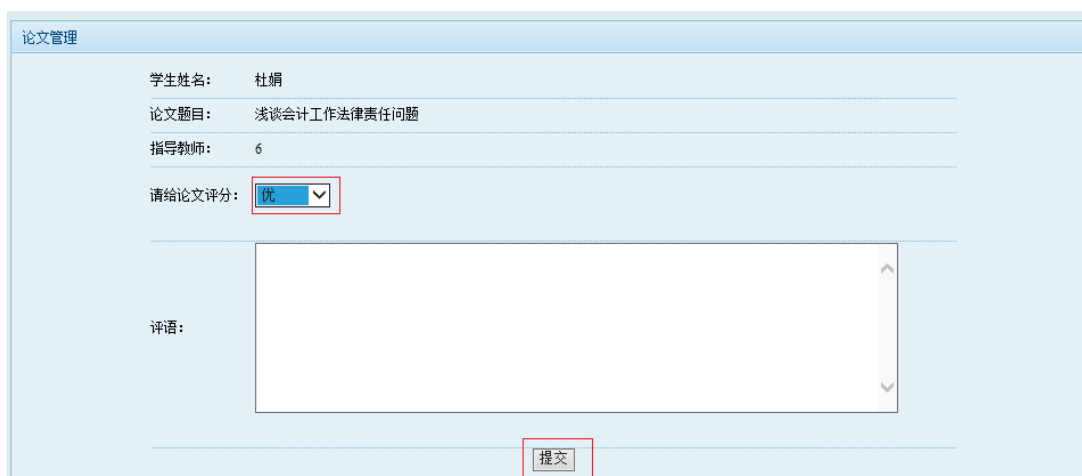 论文管理
学生姓名： 杜娟
论文题目： 浅谈会计工作法律责任问题
指导教师： 6
请给论文评分： 优
评语：
提交